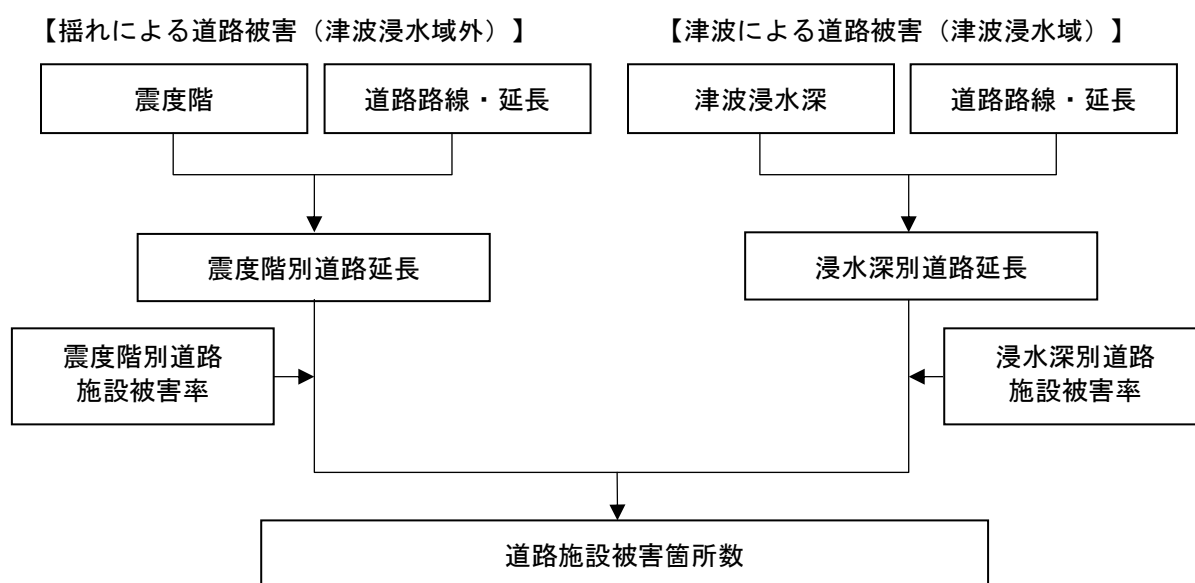 【揺れによる道路被害（津波浸水域外）】
【津波による道路被害（津波浸水域）】
震度階
道路路線・延長
津波浸水深
道路路線・延長
震度階別道路延長
浸水深別道路延長
震度階別道路
施設被害率
浸水深別道路
施設被害率
道路施設被害箇所数